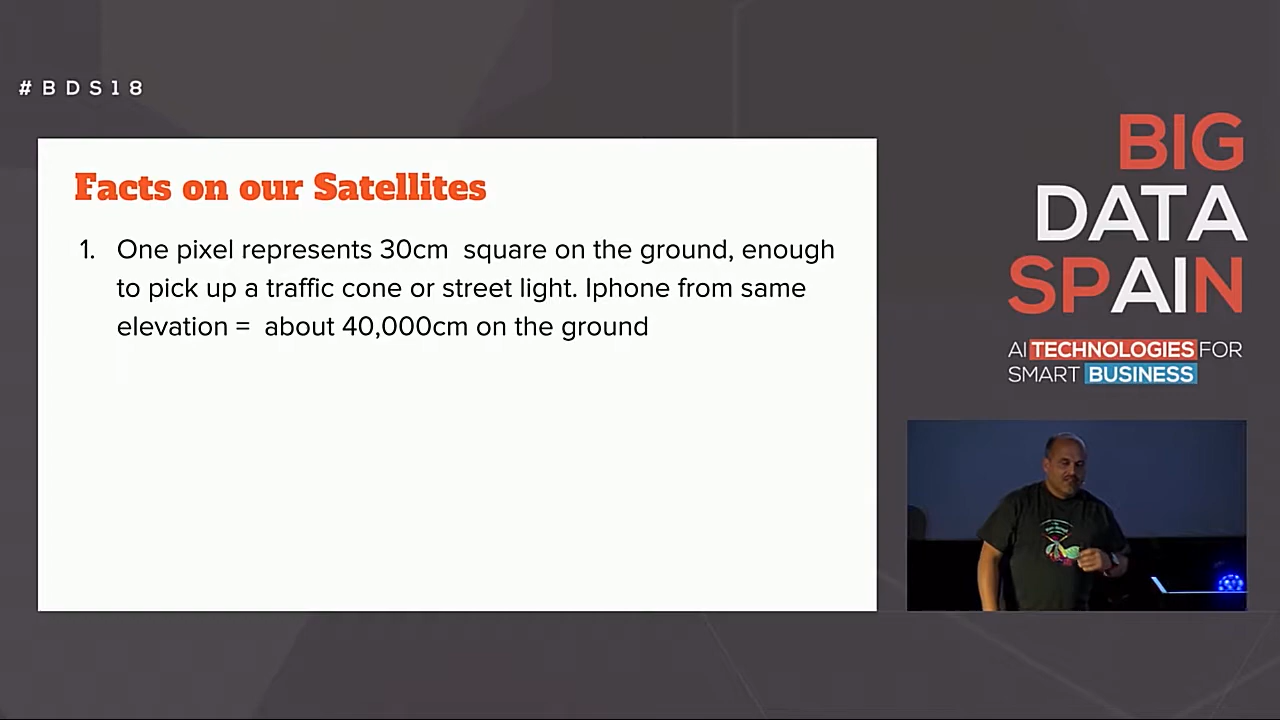 #BDS18
Facts on our Satellites
1. One pixel represents 30cm  square on the ground, enough
to pick up a traffic cone or street light. Iphone from same
elevation =  about 40,000cm on the ground
BIG
DATA
SPAIN
AI TECHNOLOGIES FOR
SMART BUSINESS